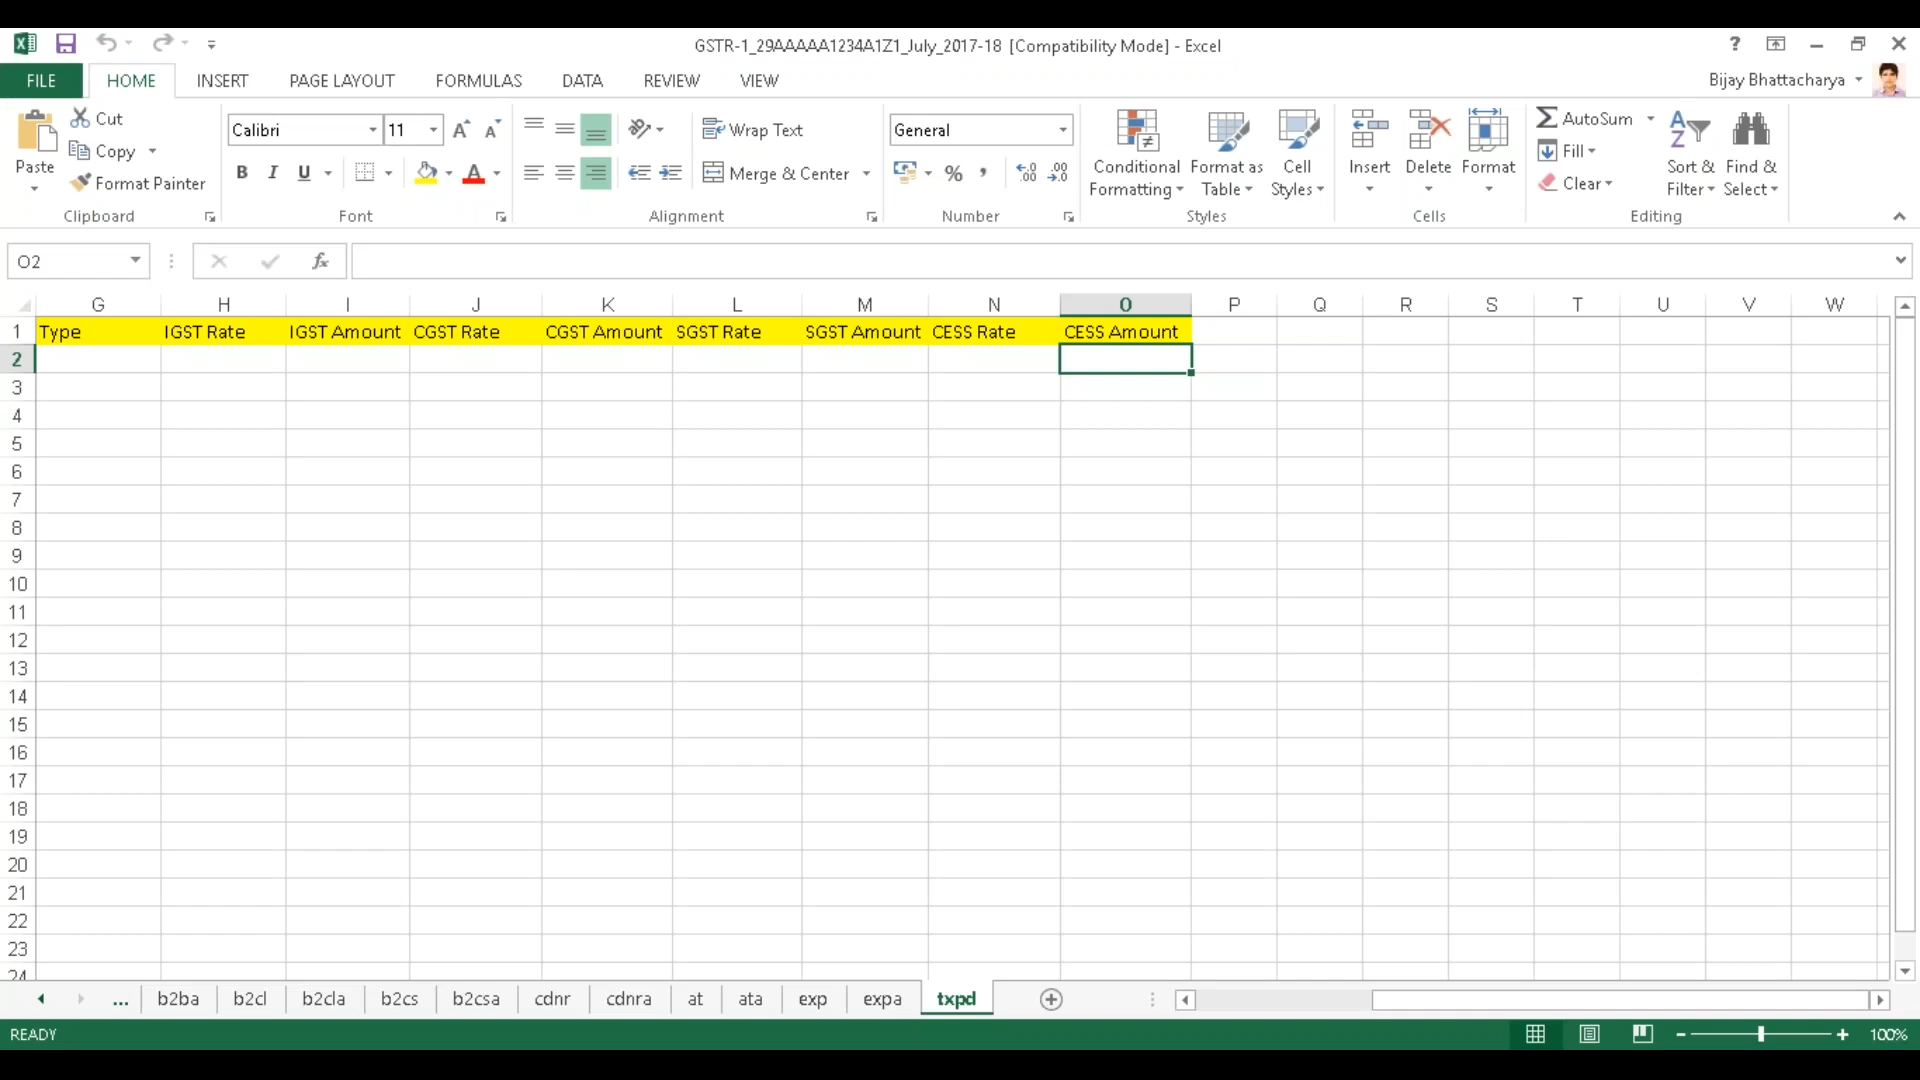 GSTR-1_29AAAAA1234A1Z1_July_2017-18 [Compatibility Mode] - Excel
?
FILE HOME INSERT PAGE LAYOUT FORMULAS DATA REVIEW VIEW
Bijay Bhattacharya
Paste
Cut
Copy
Format Painter
Clipboard
Calibri 11
B I U
Font
Wrap Text
Merge & Center
Alignment
General
%
Number
Conditional Formatting
Format as Table
Cell Styles
Styles
Insert Delete Format
Cells
AutoSum
Fill
Clear
Sort & Filter
Find & Select
Editing
O2
fx
G H I J K L M N O P Q R S T U V W
1 Type IGST Rate IGST Amount CGST Rate CGST Amount SGST Rate SGST Amount CESS Rate CESS Amount
2
3
4
5
6
7
8
9
10
11
12
13
14
15
16
17
18
19
20
21
22
23
24
... b2ba b2cl b2cla b2cs b2csa cdnr cdnra at ata exp expa txpd
READY
100%